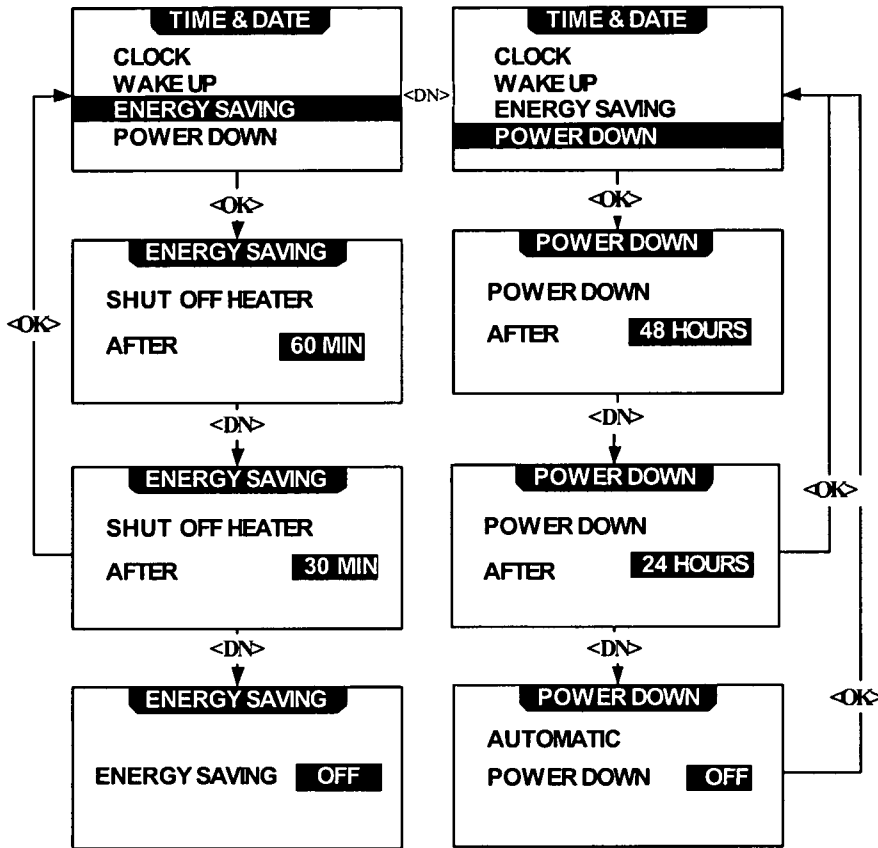 TIME & DATE
CLOCK
WAKE UP
ENERGY SAVING
POWER DOWN
<DN>
TIME & DATE
CLOCK
WAKE UP
ENERGY SAVING
POWER DOWN
<OK>
<OK>
ENERGY SAVING
SHUT OFF HEATER
AFTER 60 MIN
POWER DOWN
POWER DOWN
AFTER 48 HOURS
<OK>
<DN>
<DN>
ENERGY SAVING
SHUT OFF HEATER
AFTER 30 MIN
POWER DOWN
POWER DOWN
AFTER 24 HOURS
<OK>
<DN>
<DN>
ENERGY SAVING
ENERGY SAVING OFF
POWER DOWN
AUTOMATIC
POWER DOWN OFF
<OK>